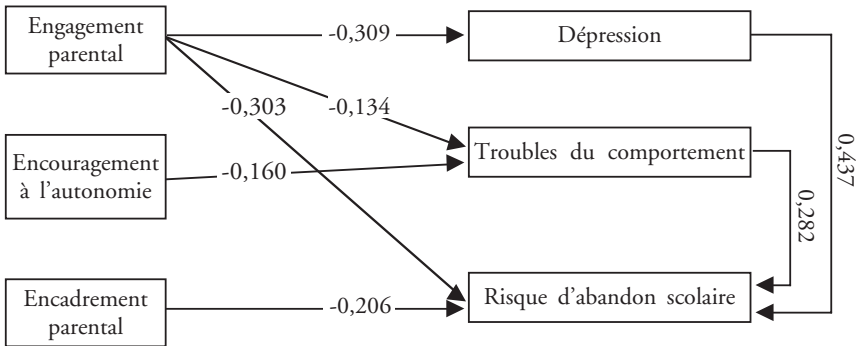 Engagement
parental
-0,309
Dépression
-0,303
-0,134
Encouragement
à l'autonomie
-0,160
Troubles du comportement
0,437
0,282
Encadrement
parental
-0,206
Risque d'abandon scolaire